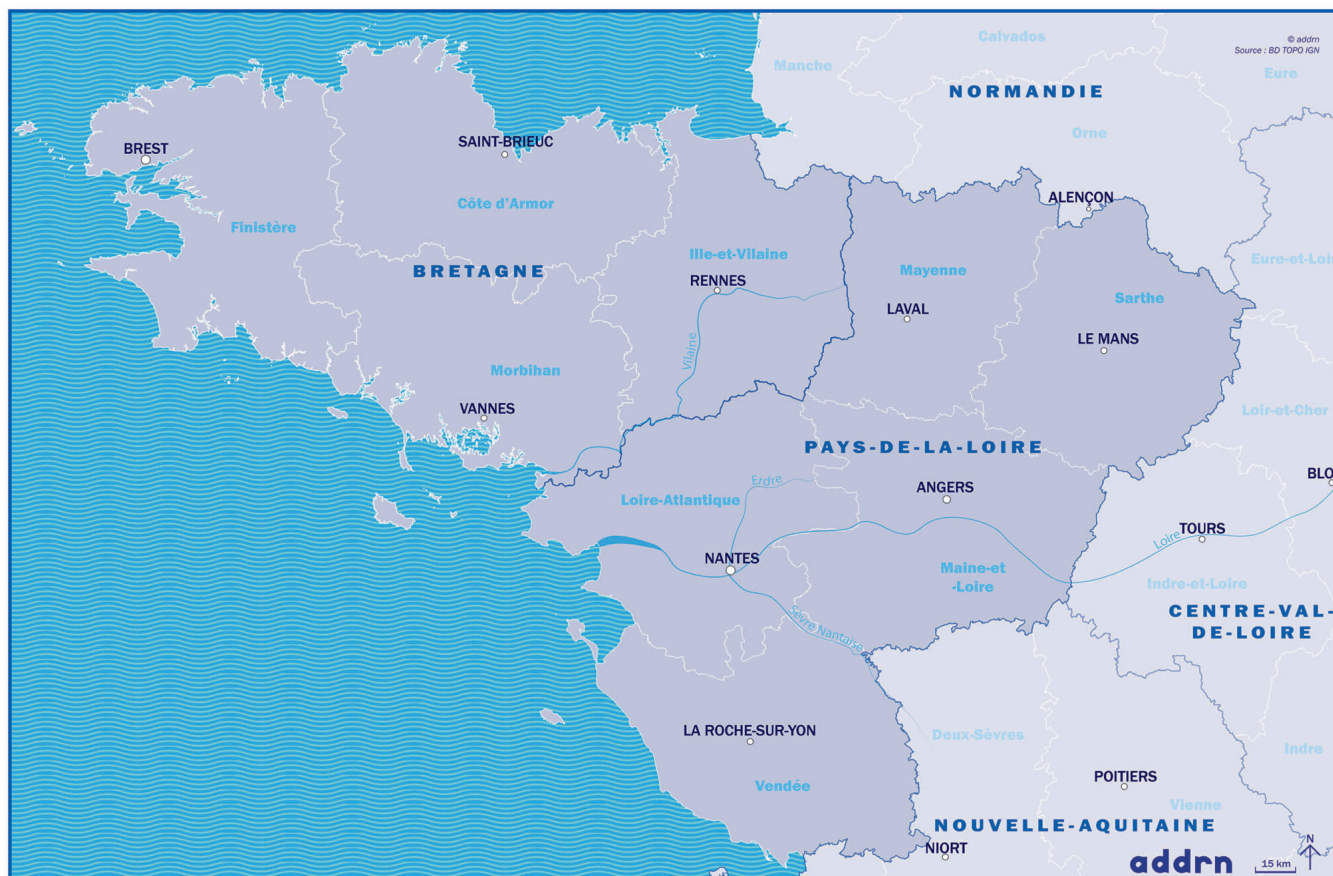 © addrn
Source : BD TOPO IGN
Calvados
Manche
Eure
NORMANDIE
Orne
BREST
SAINT-BRIEUC
ALENÇON
Côte d'Armor
Finistère
Ille-et-Vilaine
Eure-et-Loir
BRETAGNE
Mayenne
RENNES
Sarthe
LAVAL
LE MANS
Vilaine
Morbihan
VANNES
Loir-et-Cher
PAYS-DE-LA-LOIRE
BLO
Erdre
ANGERS
Loire-Atlantique
TOURS
Loire
NANTES
Maine-et
-Loire
Indre-et-Loire
CENTRE-VAL-
DE-LOIRE
Sèvre Nantaise
LA ROCHE-SUR-YON
Deux-Sèvres
Indre
POITIERS
Vendée
Vienne
NOUVELLE-AQUITAINE
NIORT
addrn
15 km
N